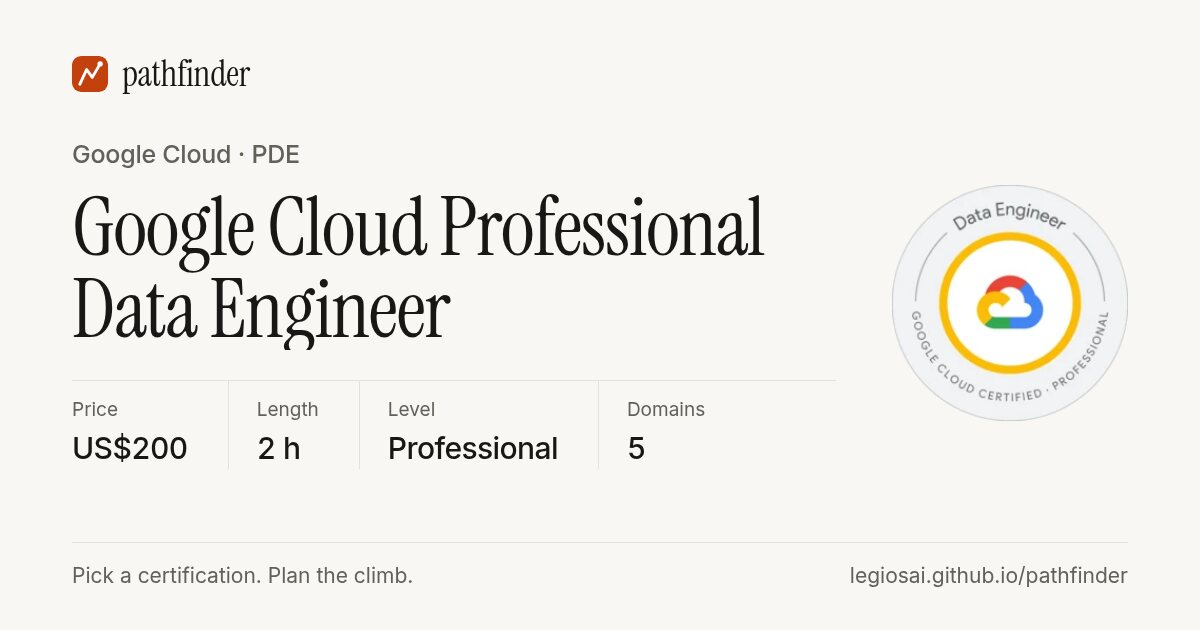 pathfinder
Google Cloud · PDE
Google Cloud Professional
Data Engineer
Data Engineer
GOOGLE CLOUD CERTIFIED · PROFESSIONAL
Price
US$200
Length
2 h
Level
Professional
Domains
5
Pick a certification. Plan the climb.
legiosai.github.io/pathfinder